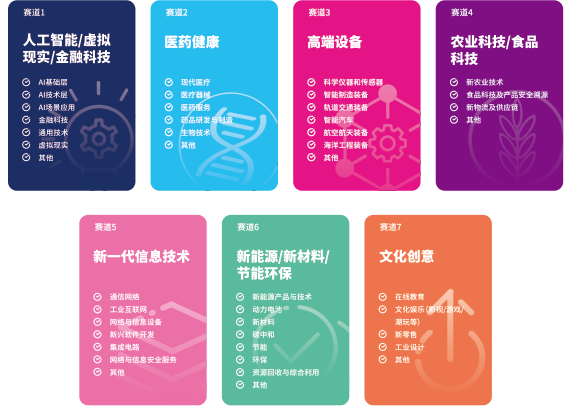 赛道1
人工智能/虚拟
现实/金融科技
AI基础层
AI技术层
AI场景应用
金融科技
通用技术
虚拟现实
其他
赛道2
医药健康
现代医疗
医疗器械
医药服务
药品研发与制造
生物技术
其他
赛道3
高端设备
科学仪器和传感器
智能制造装备
轨道交通装备
智能汽车
航空航天装备
海洋工程装备
其他
赛道4
农业科技/食品
科技
新农业技术
食品科技及产品安全溯源
新物流及供应链
其他
赛道5
新一代信息技术
通信网络
工业互联网
网络与信息设备
新兴软件开发
集成电路
网络与信息安全服务
其他
赛道6
新能源/新材料/
节能环保
新能源产品与技术
动力电池
新材料
碳中和
节能
环保
资源回收与综合利用
其他
赛道7
文化创意
在线教育
文化娱乐(影视/游戏/
潮玩等)
新零售
工业设计
其他